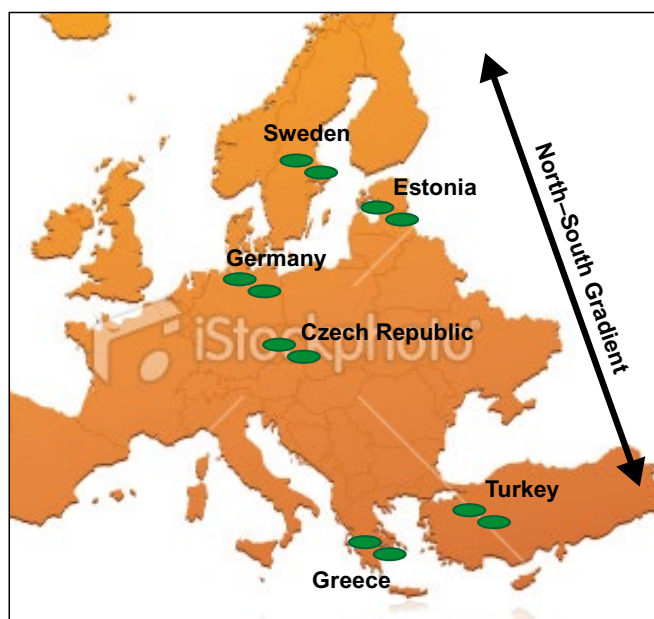 Sweden
Estonia
North–South Gradient
Germany
Czech Republic
iStockphoto
Turkey
Greece